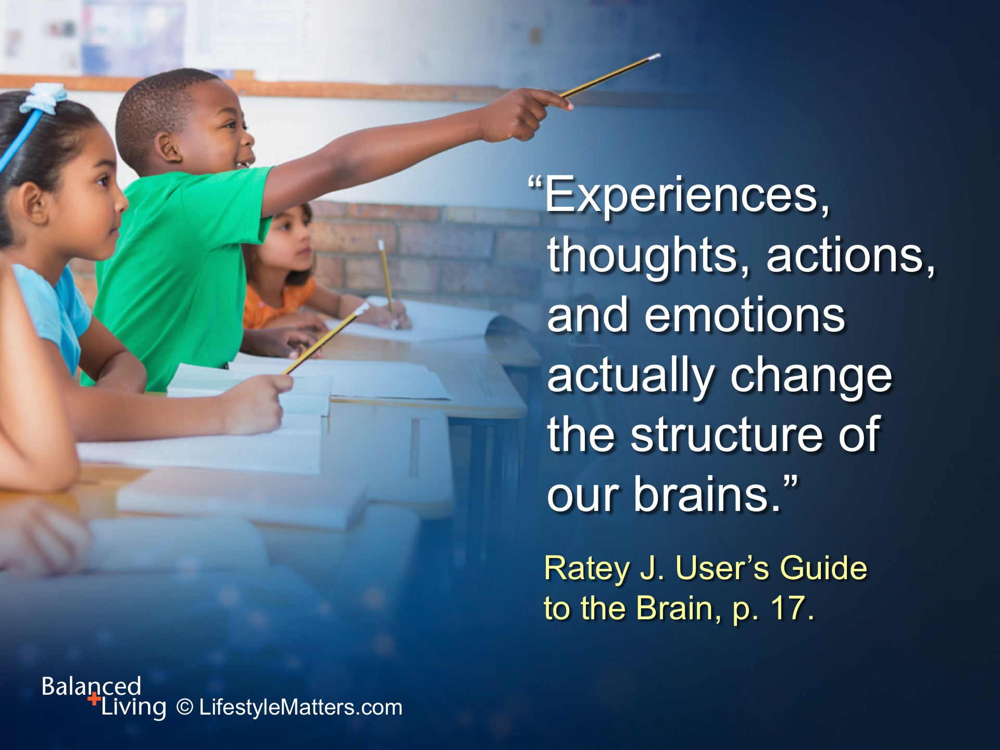 “Experiences,
thoughts, actions,
and emotions
actually change
the structure of
our brains.”
Ratey J. User’s Guide
to the Brain, p. 17.
Balanced
+Living © LifestyleMatters.com